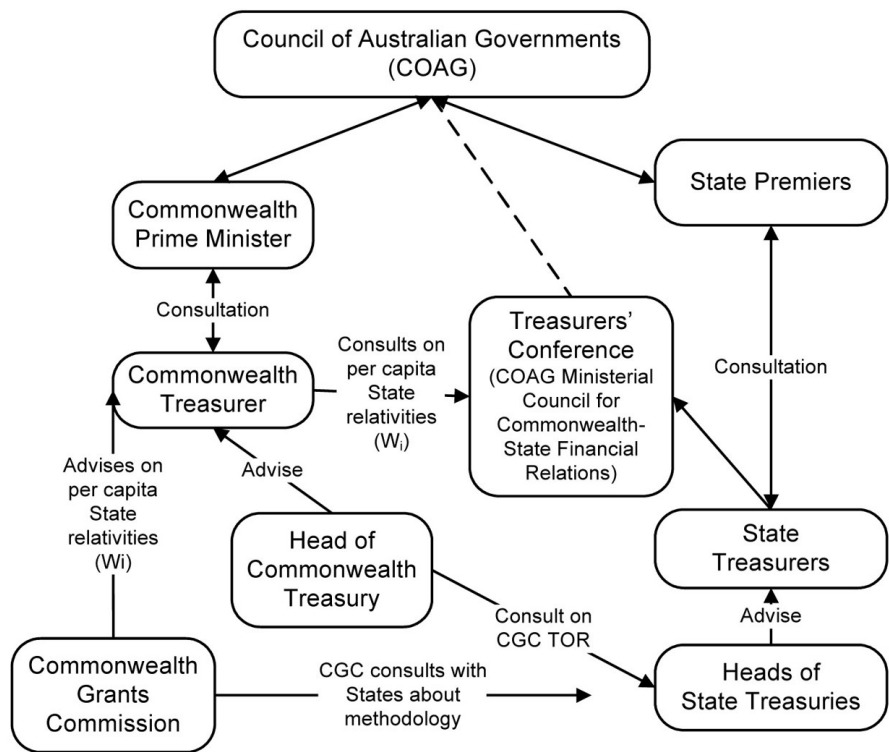 Council of Australian Governments
(COAG)
State Premiers
Commonwealth
Prime Minister
Consultation
Treasurers'
Conference
(COAG Ministerial
Council for
Commonwealth-
State Financial
Relations)
Consults on
per capita
State
relativities
(Wi)
Commonwealth
Treasurer
Consultation
Advises on
per capita
State
relativities
(Wi)
Advise
Head of
Commonwealth
Treasury
State
Treasurers
Consult on
CGC TOR
Advise
Commonwealth
Grants
Commission
CGC consults with
States about
methodology
Heads of
State Treasuries